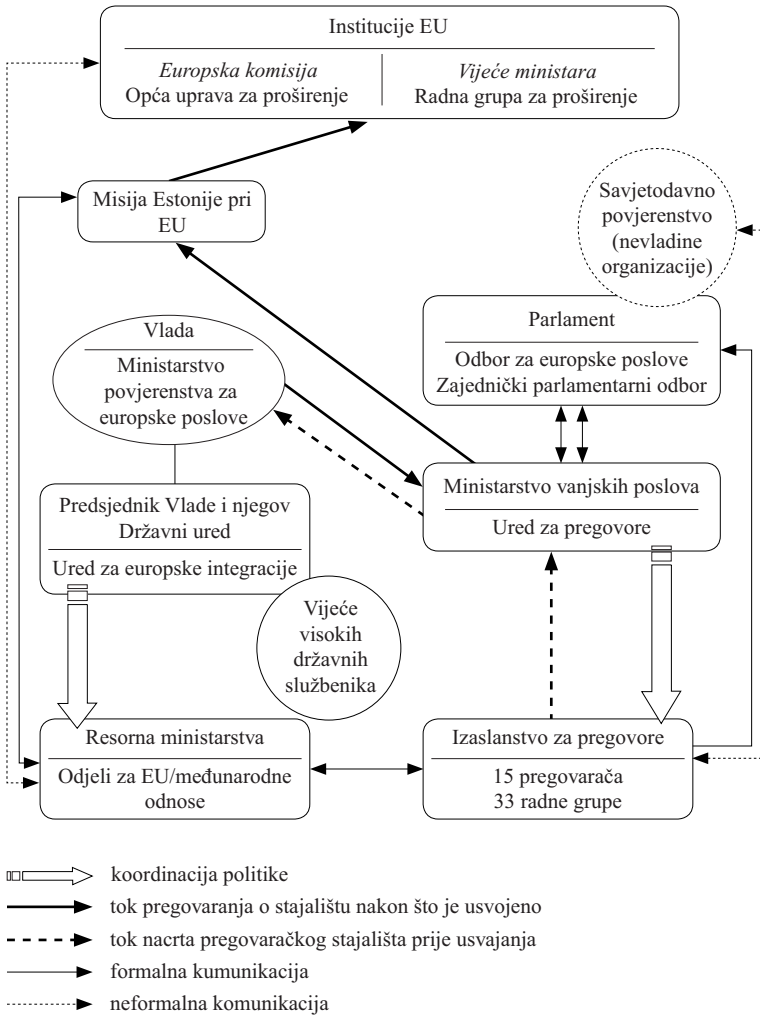 Institucije EU
Europska komisija
Opća uprava za proširenje
Vijeće ministara
Radna grupa za proširenje
Misija Estonije pri
EU
Savjetodavno
povjerenstvo
(nevladine
organizacije)
Vlada
Ministarstvo
povjerenstva za
europske poslove
Parlament
Odbor za europske poslove
Zajednički parlamentarni odbor
Predsjednik Vlade i njegov
Državni ured
Ured za europske integracije
Ministarstvo vanjskih poslova
Ured za pregovore
Vijeće
visokih
državnih
službenika
Resorna ministarstva
Odjeli za EU/međunarodne
odnose
Izaslanstvo za pregovore
15 pregovarača
33 radne grupe
koordinacija politike
tok pregovaranja o stajalištu nakon što je usvojeno
tok nacrta pregovaračkog stajališta prije usvajanja
formalna kumunikacija
neformalna komunikacija